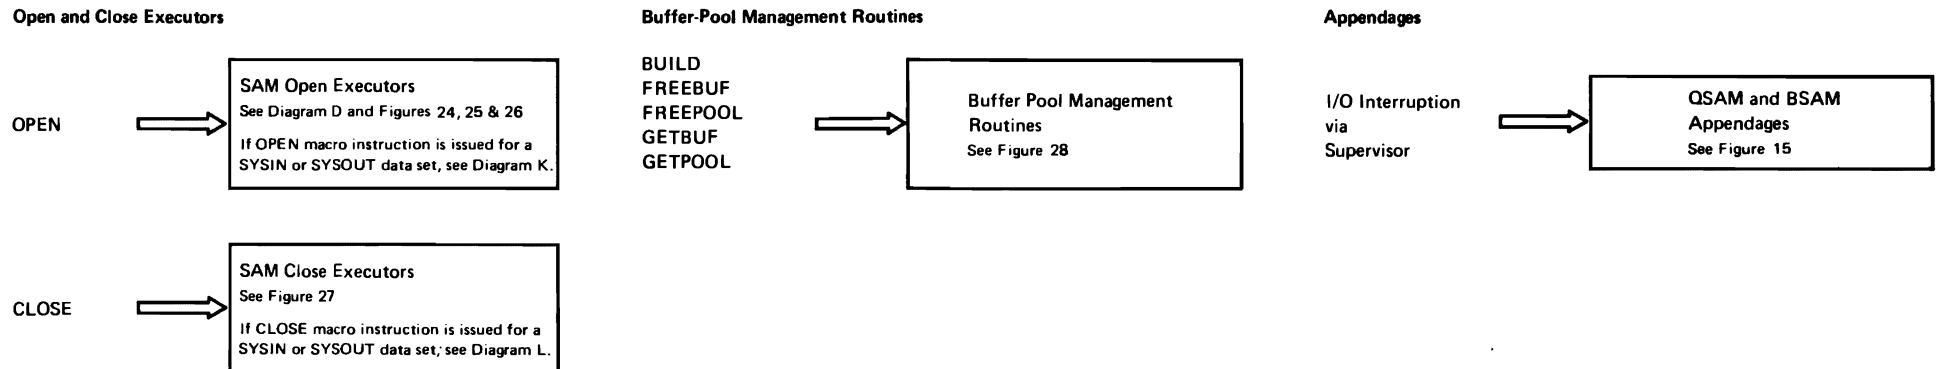 Open and Close Executors
OPEN
SAM Open Executors
See Diagram D and Figures 24, 25 & 26
If OPEN macro instruction is issued for a
SYSIN or SYSOUT data set, see Diagram K.
CLOSE
SAM Close Executors
See Figure 27
If CLOSE macro instruction is issued for a
SYSIN or SYSOUT data set, see Diagram L.
Buffer-Pool Management Routines
BUILD
FREEBUF
FREEPOOL
GETBUF
GETPOOL
Buffer Pool Management
Routines
See Figure 28
Appendages
I/O Interruption
via
Supervisor
QSAM and BSAM
Appendages
See Figure 15